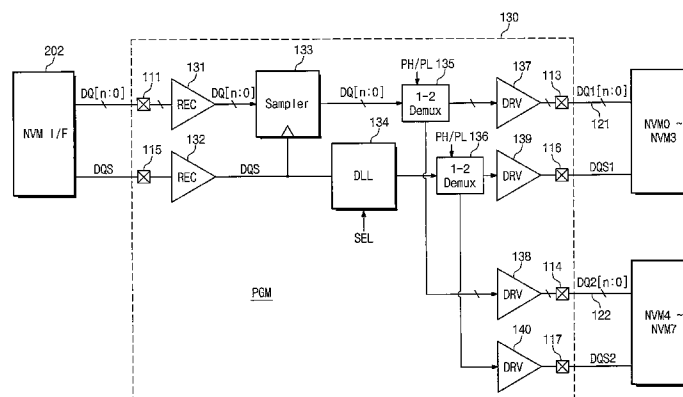 130
202
NVM I/F
DQ[n:0]
111
131
REC
DQ[n:0]
133
Sampler
DQ[n:0]
PH/PL
135
1-2
Demux
137
DRV
113
DQ1[n:0]
121
NVM0 ~
NVM3
DQS
115
132
REC
DQS
134
DLL
SEL
PH/PL
136
1-2
Demux
139
DRV
116
DQS1
PGM
138
DRV
114
DQ2[n:0]
122
NVM4 ~
NVM7
140
DRV
117
DQS2